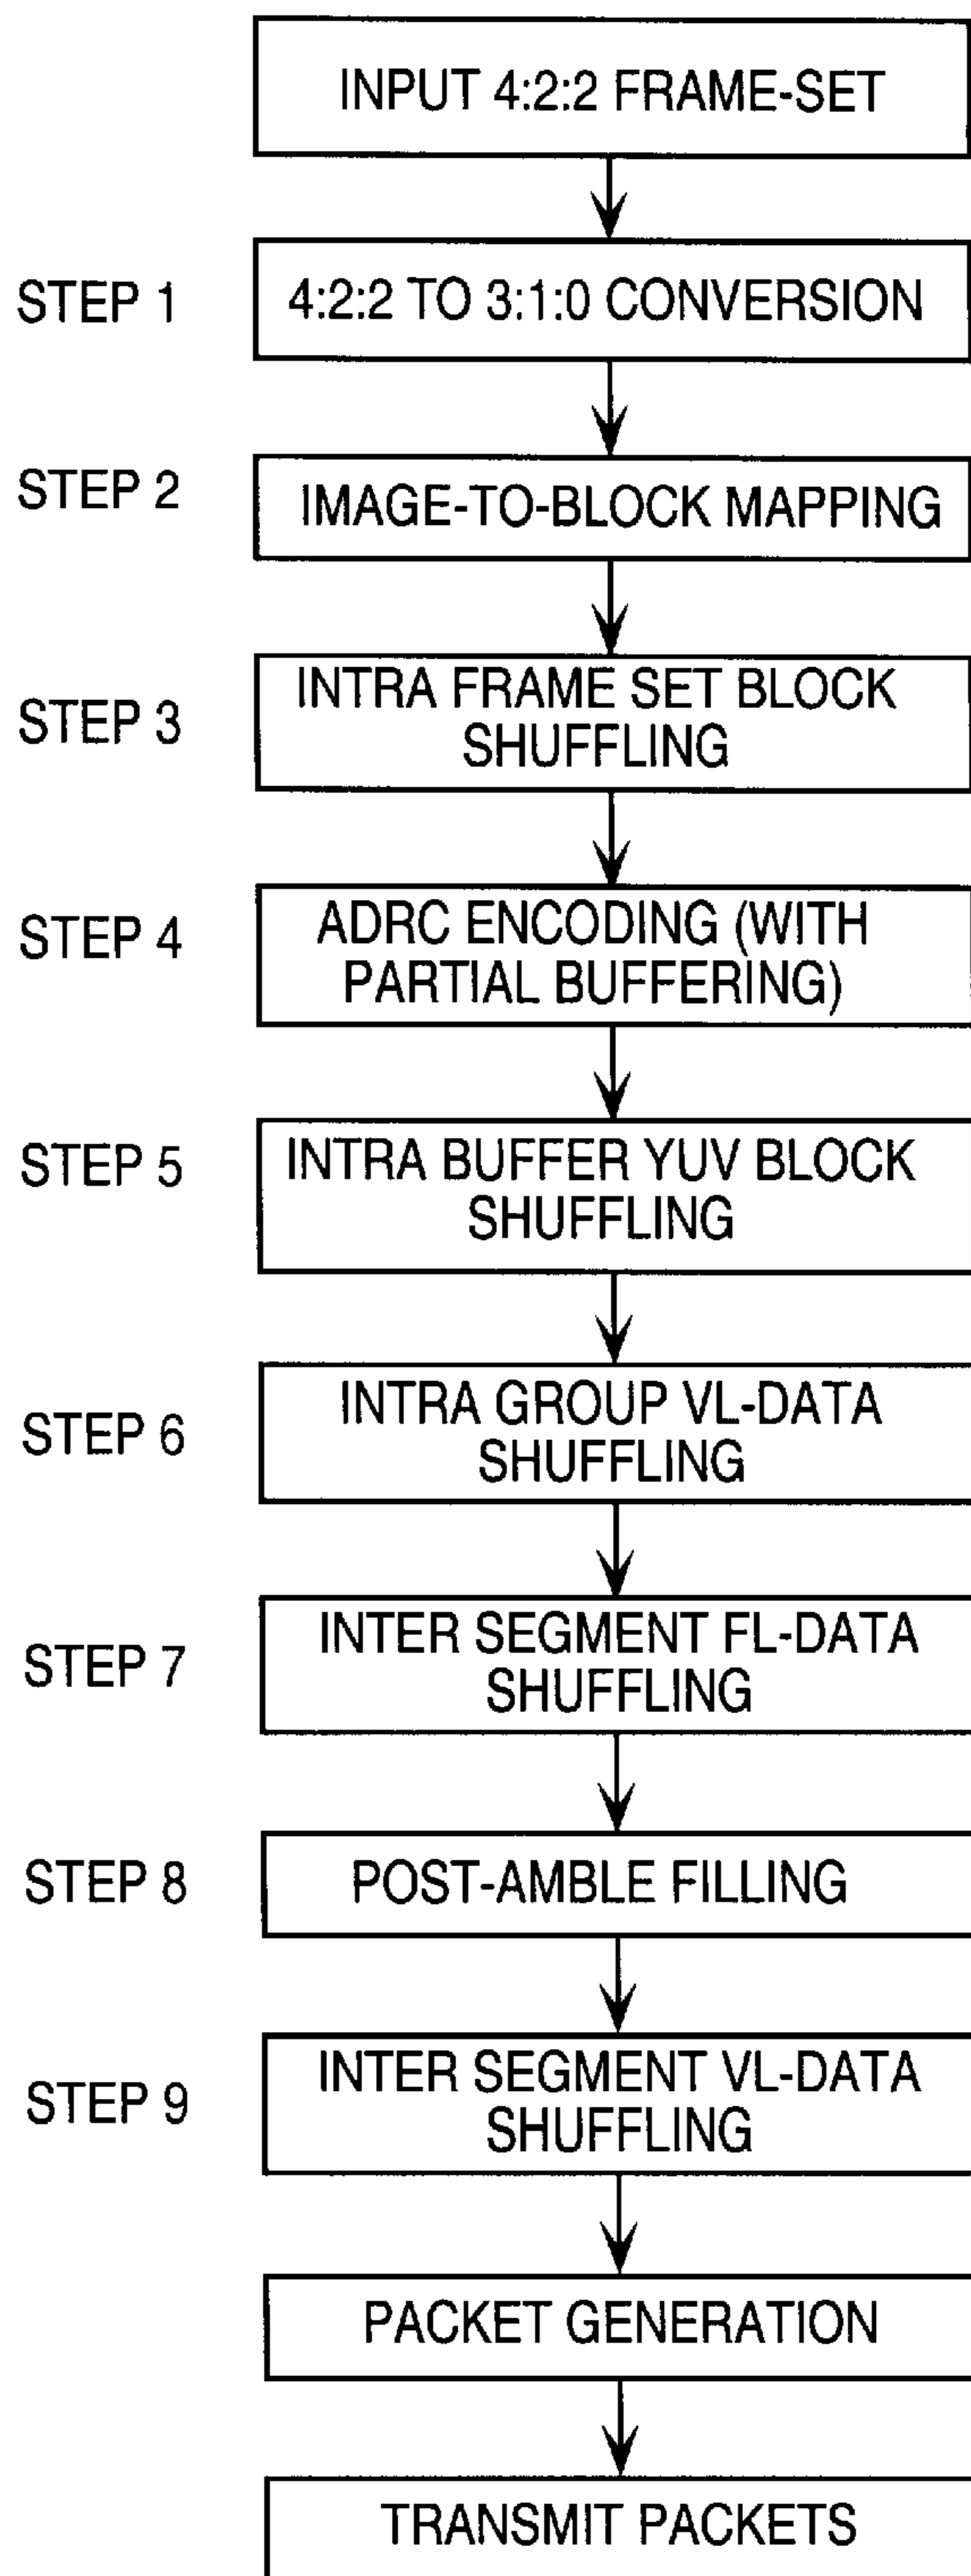 INPUT 4:2:2 FRAME-SET
STEP 1
4:2:2 TO 3:1:0 CONVERSION
STEP 2
IMAGE-TO-BLOCK MAPPING
STEP 3
INTRA FRAME SET BLOCK
SHUFFLING
STEP 4
ADRC ENCODING (WITH
PARTIAL BUFFERING)
STEP 5
INTRA BUFFER YUV BLOCK
SHUFFLING
STEP 6
INTRA GROUP VL-DATA
SHUFFLING
STEP 7
INTER SEGMENT FL-DATA
SHUFFLING
STEP 8
POST-AMBLE FILLING
STEP 9
INTER SEGMENT VL-DATA
SHUFFLING
PACKET GENERATION
TRANSMIT PACKETS